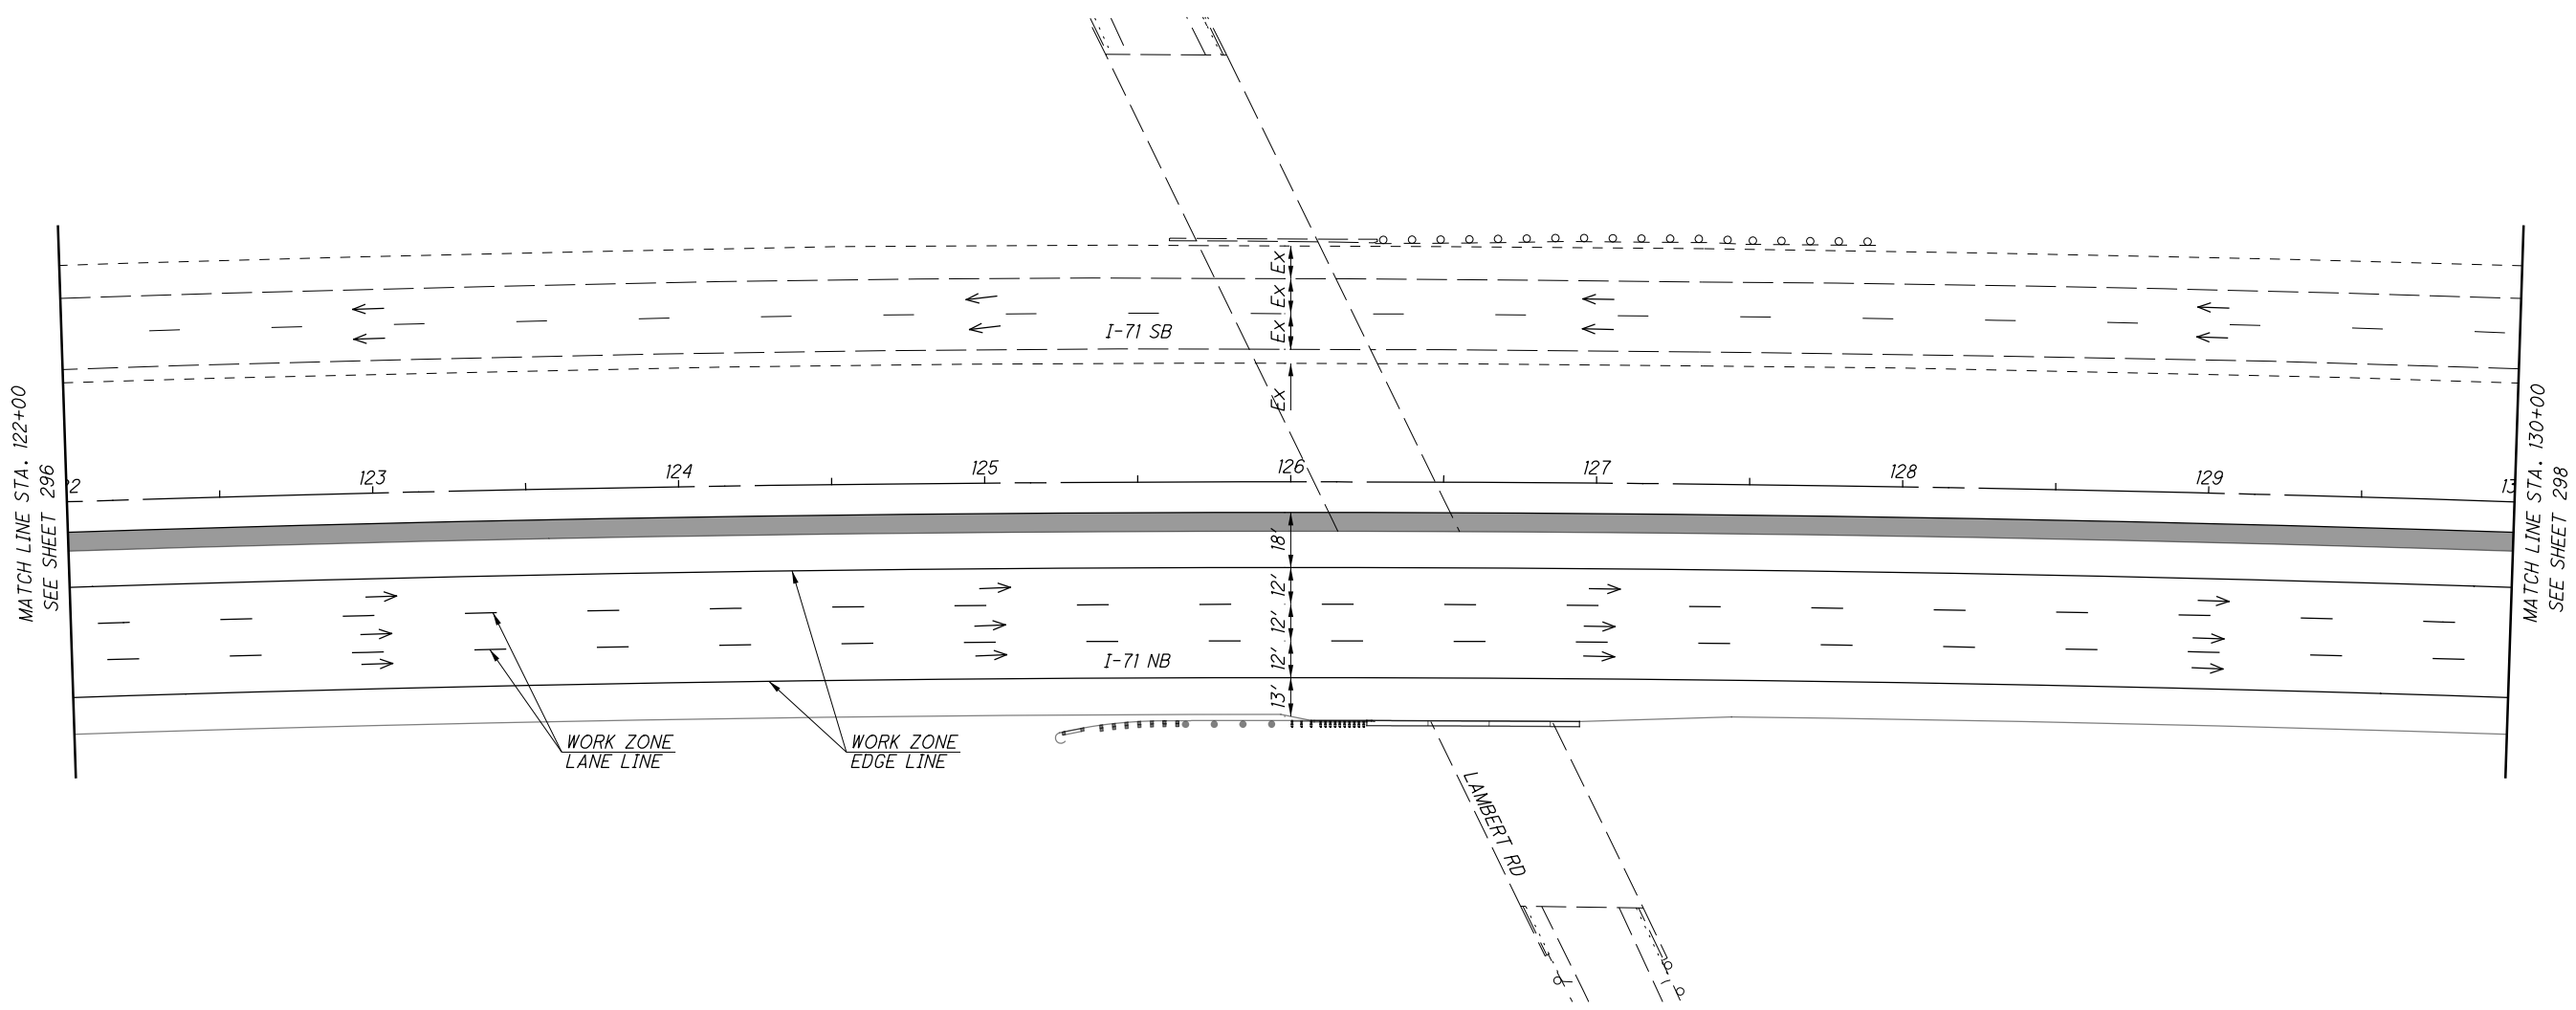 MATCH LINE STA. 122+00
SEE SHEET 296
Ex
Ex
Ex
I-71 SB
Ex
22
123
124
125
126
127
128
129
13
18'
12'
12'
12'
13'
I-71 NB
WORK ZONE
LANE LINE
WORK ZONE
EDGE LINE
LAMBERT RD
MATCH LINE STA. 130+00
SEE SHEET 298